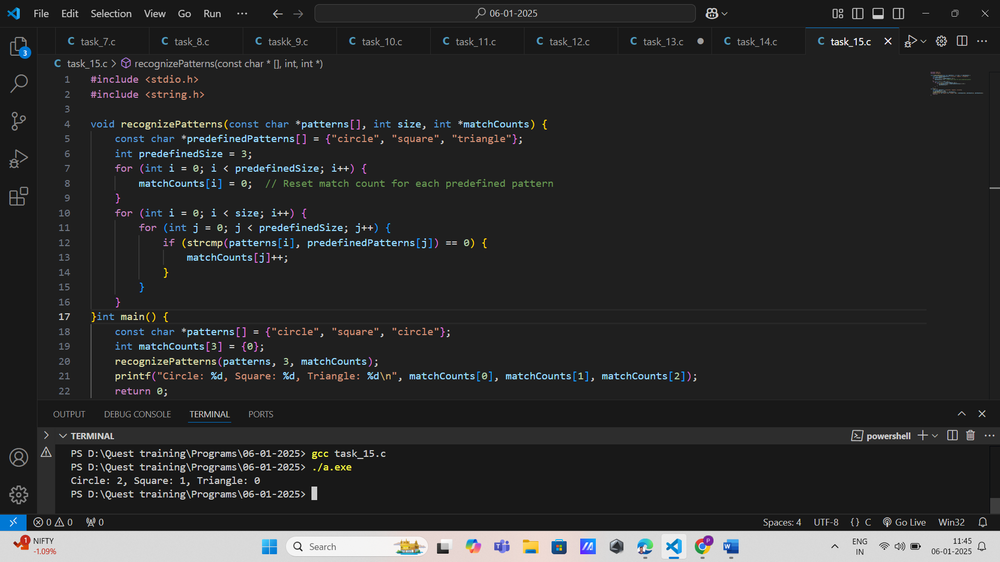 File Edit Selection View Go Run ··· 06-01-2025
C task_7.c C task_8.c C taskk_9.c C task_10.c C task_11.c C task_12.c C task_13.c C task_14.c C task_15.c
3
C task_15.c > recognizePatterns(const char * [], int, int *)
1 #include <stdio.h>
2 #include <string.h>
3
4 void recognizePatterns(const char *patterns[], int size, int *matchCounts) {
5     const char *predefinedPatterns[] = {"circle", "square", "triangle"};
6     int predefinedSize = 3;
7     for (int i = 0; i < predefinedSize; i++) {
8         matchCounts[i] = 0;  // Reset match count for each predefined pattern
9     }
10     for (int i = 0; i < size; i++) {
11         for (int j = 0; j < predefinedSize; j++) {
12             if (strcmp(patterns[i], predefinedPatterns[j]) == 0) {
13                 matchCounts[j]++;
14             }
15         }
16     }
17 }int main() {
18     const char *patterns[] = {"circle", "square", "circle"};
19     int matchCounts[3] = {0};
20     recognizePatterns(patterns, 3, matchCounts);
21     printf("Circle: %d, Square: %d, Triangle: %d\n", matchCounts[0], matchCounts[1], matchCounts[2]);
22     return 0;
OUTPUT DEBUG CONSOLE TERMINAL PORTS
TERMINAL powershell
PS D:\Quest training\Programs\06-01-2025> gcc task_15.c
PS D:\Quest training\Programs\06-01-2025> ./a.exe
Circle: 2, Square: 1, Triangle: 0
PS D:\Quest training\Programs\06-01-2025>
0 0 0 Spaces: 4 UTF-8 {} C Go Live Win32
1 NIFTY
-1.09%
Search
P
ENG
IN
11:45
06-01-2025